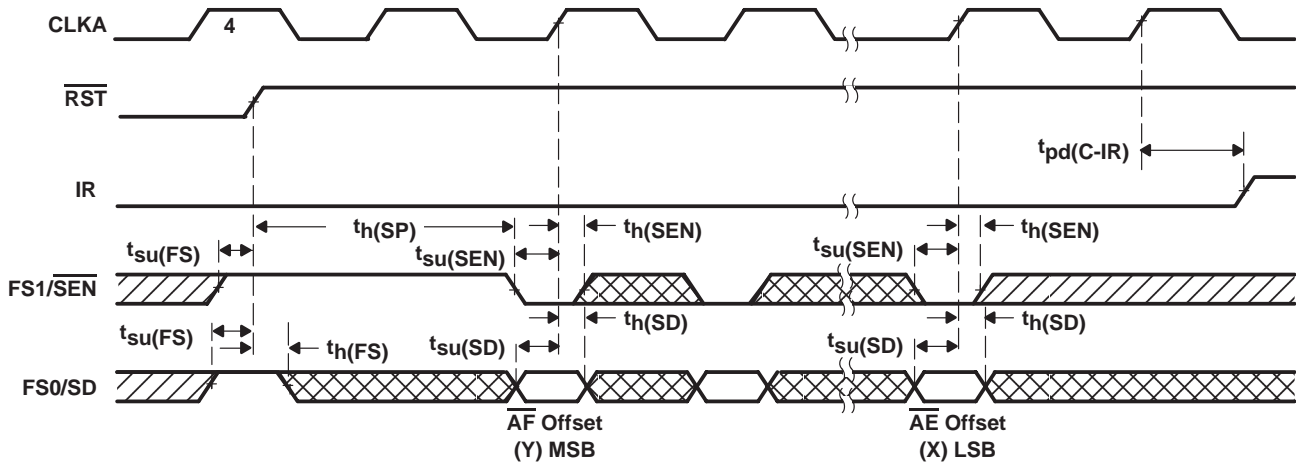 CLKA
4
RST
tpd(C-IR)
IR
th(SP)
th(SEN)
tsu(FS)
tsu(SEN)
tsu(SEN)
th(SEN)
FS1/SEN
tsu(FS)
th(FS)
tsu(SD)
th(SD)
tsu(SD)
th(SD)
FS0/SD
AF Offset
(Y) MSB
AE Offset
(X) LSB